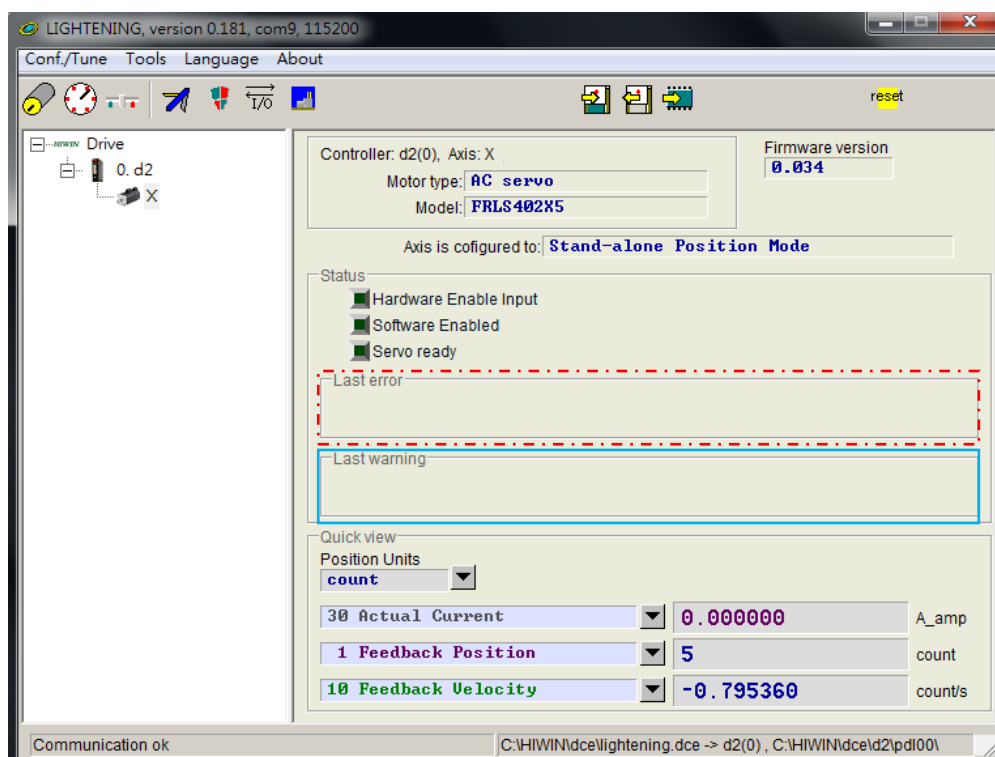 LIGHTENING, version 0.181, com9, 115200
Conf./Tune Tools Language About
I/O
reset
HIWIN Drive
0. d2
X
Controller: d2(0), Axis: X
Firmware version
0.034
Motor type: AC servo
Model: FRLS402X5
Axis is cofigured to: Stand-alone Position Mode
Status
Hardware Enable Input
Software Enabled
Servo ready
Last error
Last warning
Quick view
Position Units
count
30 Actual Current 0.000000 A_amp
1 Feedback Position 5 count
10 Feedback Velocity -0.795360 count/s
Communication ok C:\HIWIN\dce\lightening.dce -> d2(0) , C:\HIWIN\dce\d2\pdl00\